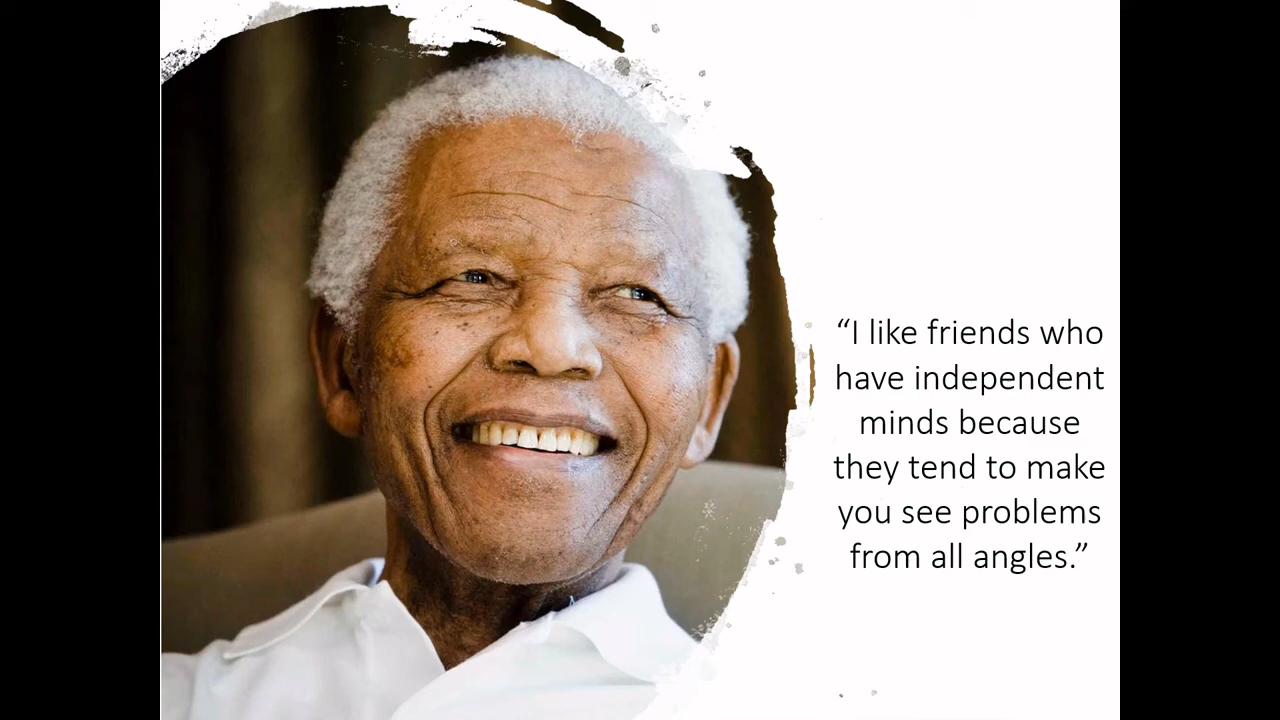 “I like friends who
have independent
minds because
they tend to make
you see problems
from all angles.”